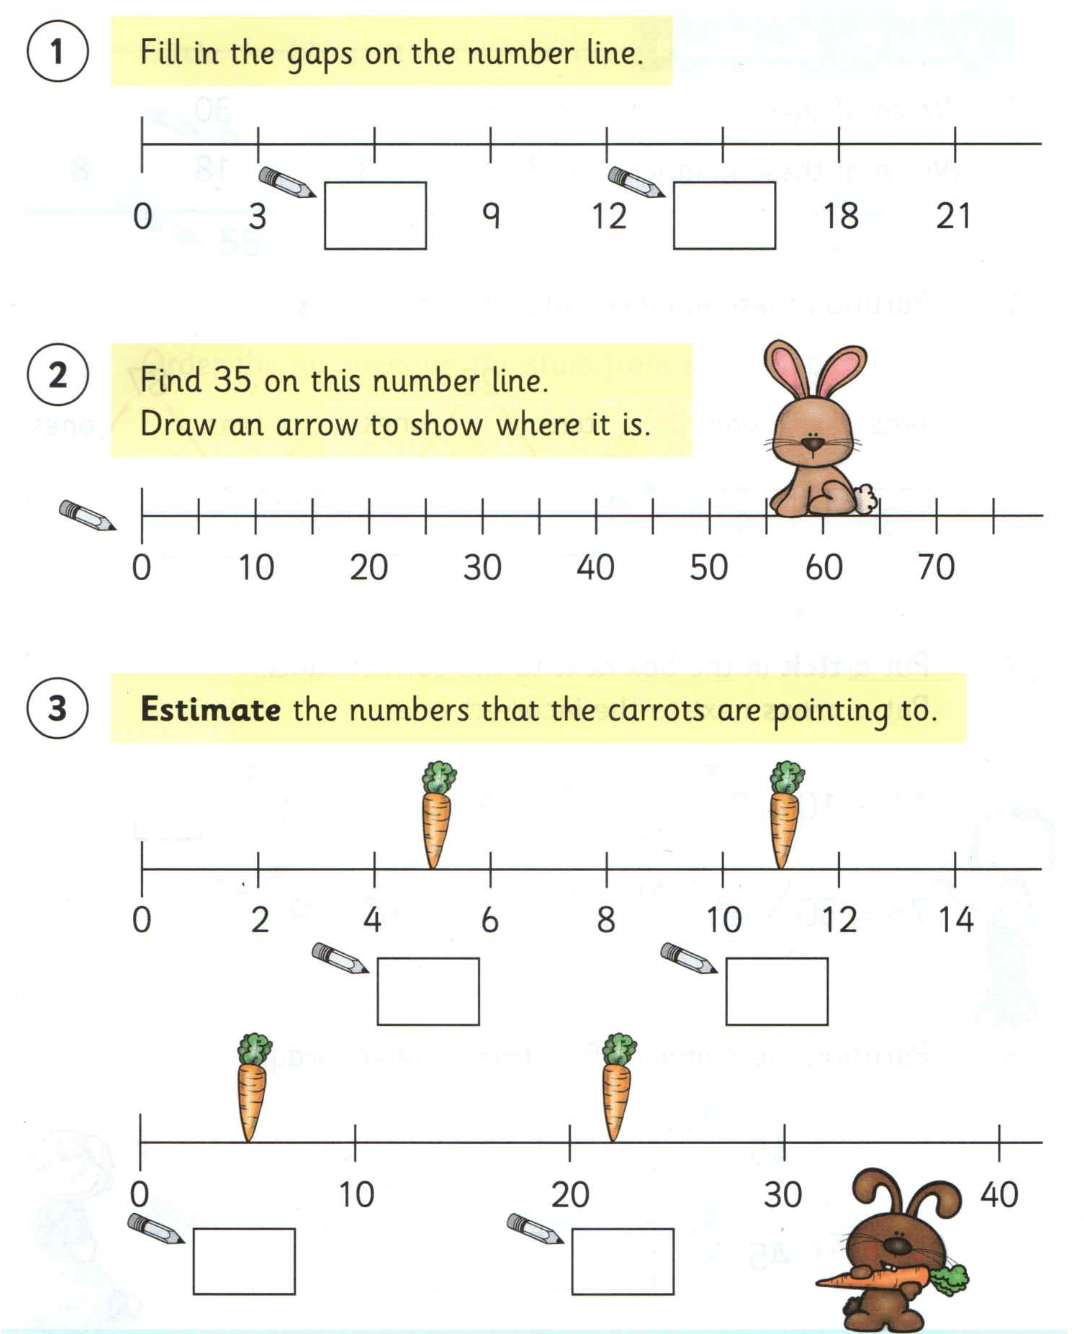 1
Fill in the gaps on the number line.
0 3 9 12 18 21
2
Find 35 on this number line.
Draw an arrow to show where it is.
0 10 20 30 40 50 60 70
3
Estimate the numbers that the carrots are pointing to.
0 2 4 6 8 10 12 14
0 10 20 30 40